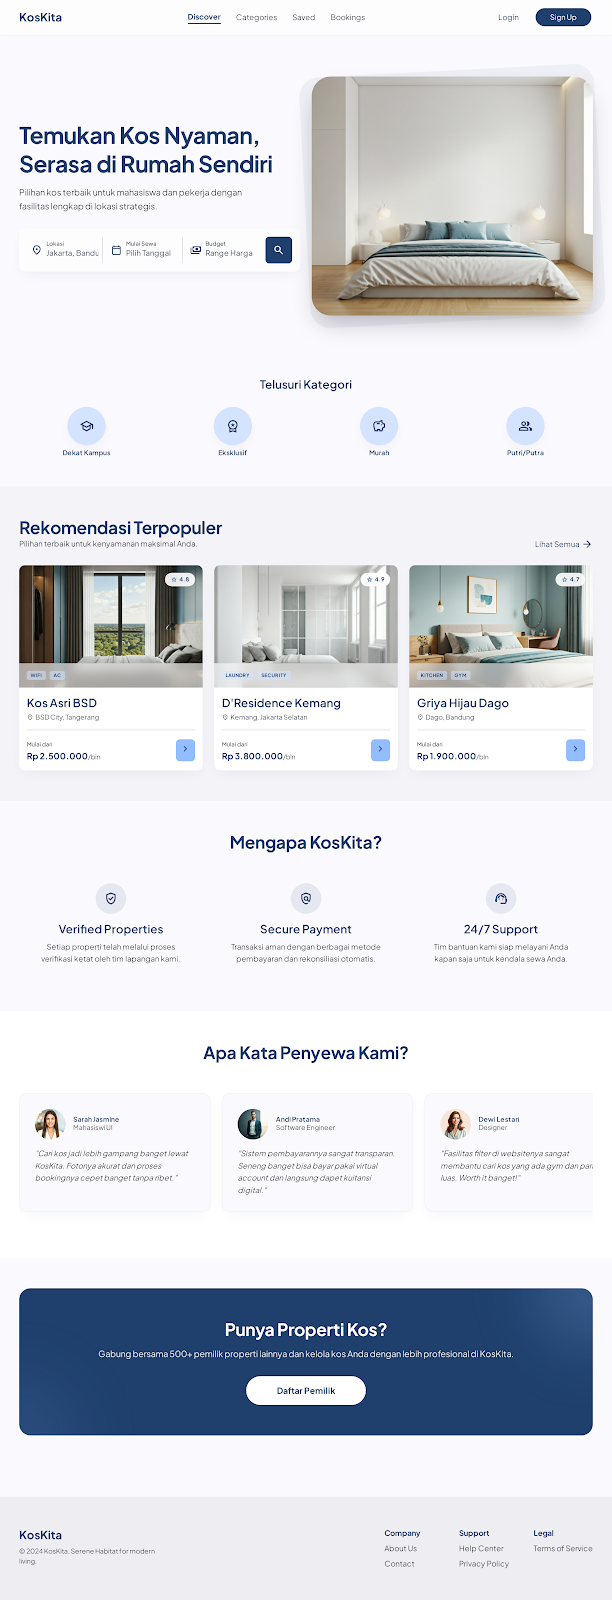 KosKita
Discover Categories Saved Bookings
Login Sign Up
Temukan Kos Nyaman,
Serasa di Rumah Sendiri
Pilihan kos terbaik untuk mahasiswa dan pekerja dengan
fasilitas lengkap di lokasi strategis.
Lokasi
Jakarta, Bandu
Mulai Sewa
Pilih Tanggal
Budget
Range Harga
Telusuri Kategori
Dekat Kampus
Eksklusif
Murah
Putri/Putra
Rekomendasi Terpopuler
Pilihan terbaik untuk kenyamanan maksimal Anda.
Lihat Semua
4.8
WIFI AC
Kos Asri BSD
BSD City, Tangerang
Mulai dari
Rp 2.500.000/bln
4.9
LAUNDRY SECURITY
D'Residence Kemang
Kemang, Jakarta Selatan
Mulai dari
Rp 3.800.000/bln
4.7
KITCHEN GYM
Griya Hijau Dago
Dago, Bandung
Mulai dari
Rp 1.900.000/bln
Mengapa KosKita?
Verified Properties
Setiap properti telah melalui proses
verifikasi ketat oleh tim lapangan kami.
Secure Payment
Transaksi aman dengan berbagai metode
pembayaran dan rekonsiliasi otomatis.
24/7 Support
Tim bantuan kami siap melayani Anda
kapan saja untuk kendala sewa Anda.
Apa Kata Penyewa Kami?
Sarah Jasmine
Mahasiswi UI
"Cari kos jadi lebih gampang banget lewat
KosKita. Fotonya akurat dan proses
bookingnya cepet banget tanpa ribet."
Andi Pratama
Software Engineer
"Sistem pembayarannya sangat transparan.
Seneng banget bisa bayar pakai virtual
account dan langsung dapet kuitansi
digital."
Dewi Lestari
Designer
"Fasilitas filter di websitenya sangat
membantu cari kos yang ada gym dan par
luas. Worth it banget!"
Punya Properti Kos?
Gabung bersama 500+ pemilik properti lainnya dan kelola kos Anda dengan lebih profesional di KosKita.
Daftar Pemilik
KosKita
© 2024 KosKita. Serene Habitat for modern
living.
Company
About Us
Contact
Support
Help Center
Privacy Policy
Legal
Terms of Service